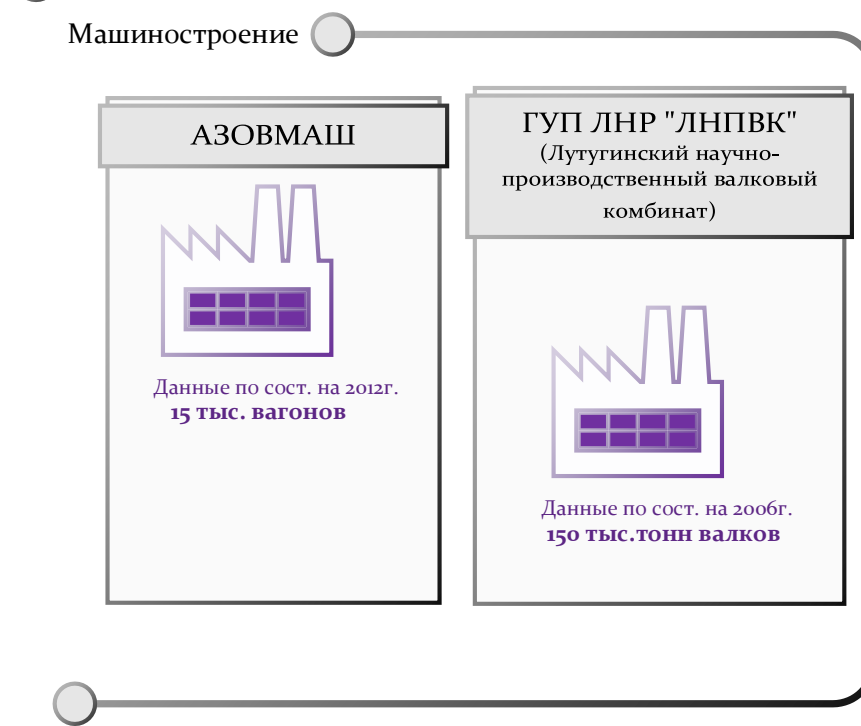 Машиностроение
АЗОВМАШ
Данные по сост. на 2012г.
15 тыс. вагонов
ГУП ЛНР "ЛНПВК"
(Лутугинский научно-
производственный валковый
комбинат)
Данные по сост. на 2006г.
150 тыс.тонн валков